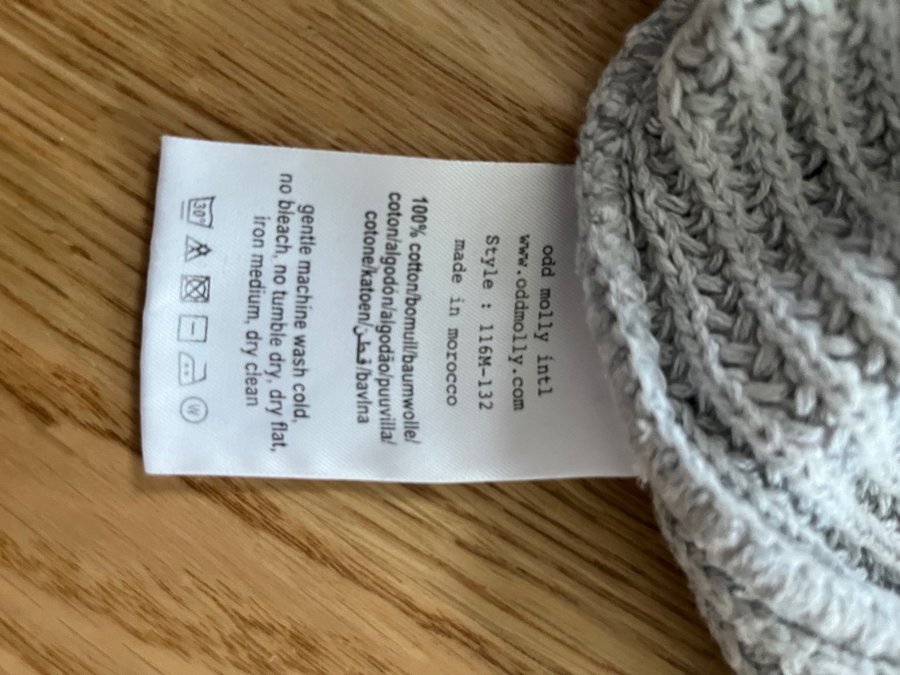 odd molly intl
www.oddmolly.com
Style : 116M-132
made in morocco
100% cotton/bomull/baumwolle/
coton/algodón/algodão/puuvilla/
cotone/katoen/قطن/bavlna
gentle machine wash cold,
no bleach, no tumble dry, dry flat,
iron medium, dry clean
30° W